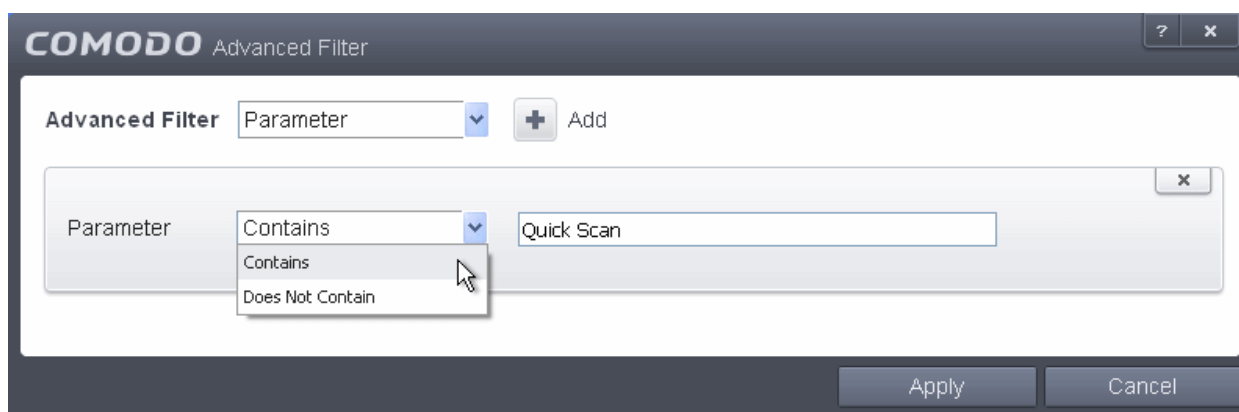 COMODO Advanced Filter ? x
Advanced Filter Parameter + Add
x
Parameter Contains Quick Scan
Contains
Does Not Contain
Apply Cancel